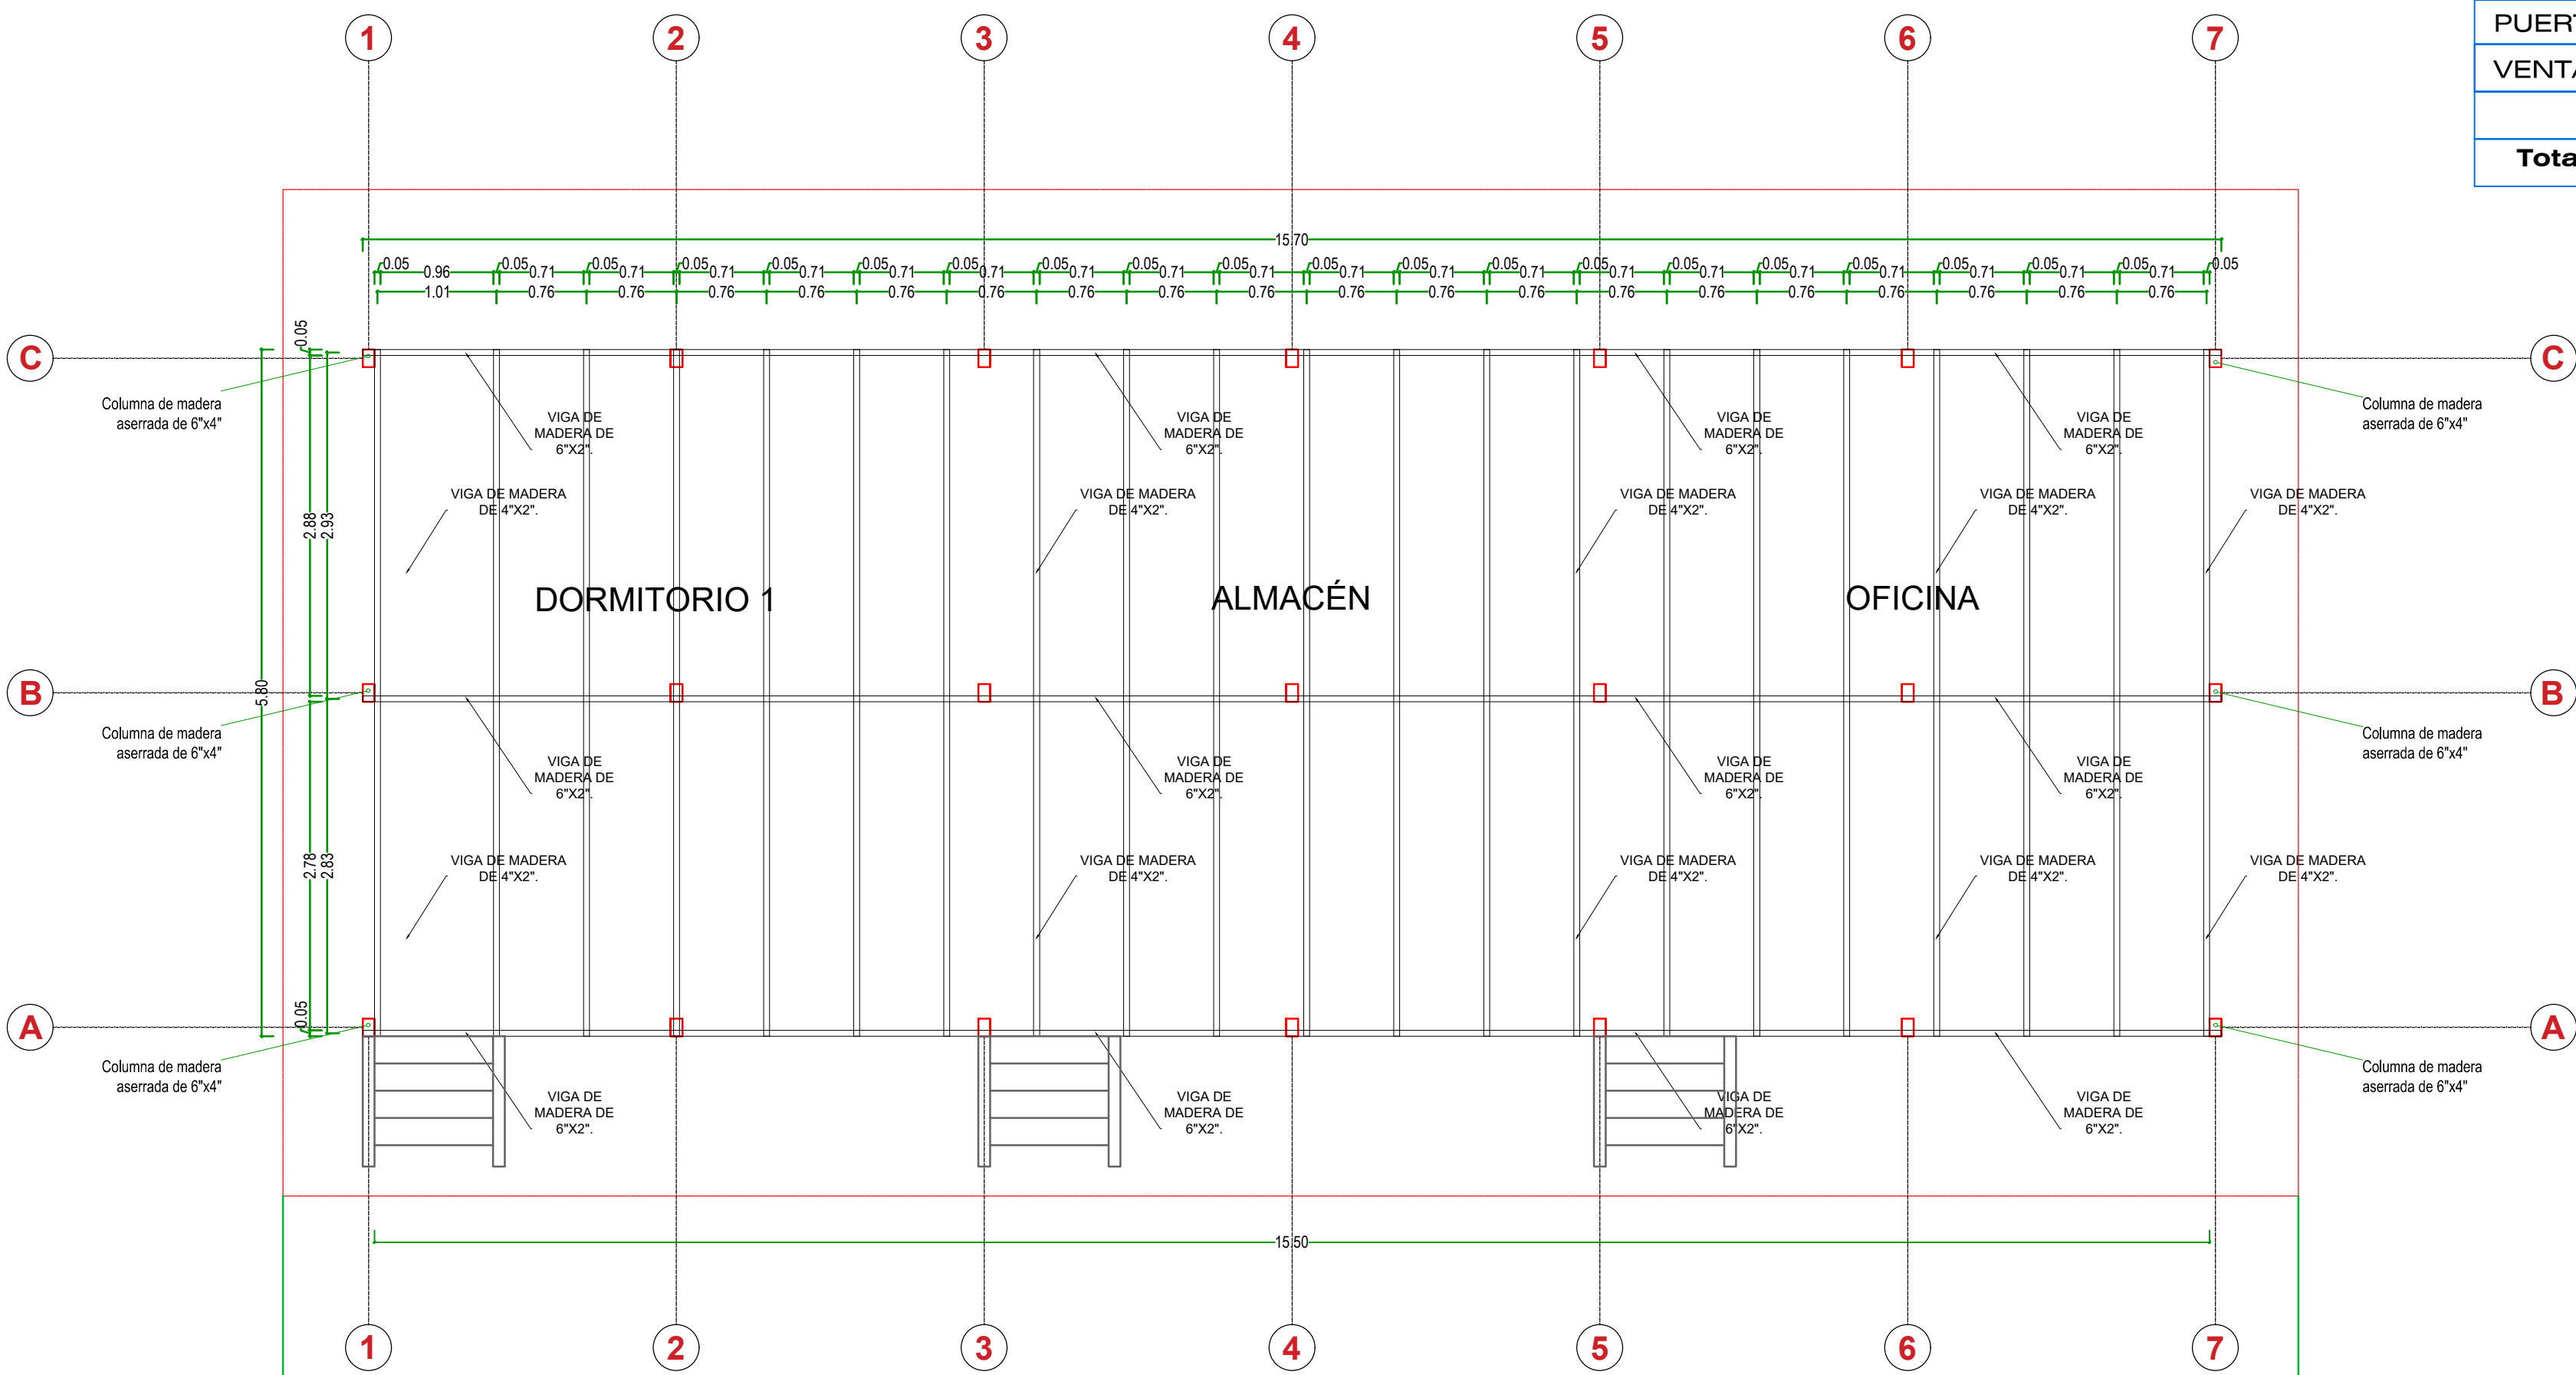 1 2 3 4 5 6 7
PUERT
VENTA
Tota
15.70
0.05 0.96 0.05 0.71 0.05 0.71 0.05 0.71 0.05 0.71 0.05 0.71 0.05 0.71 0.05 0.71 0.05 0.71 0.05 0.71 0.05 0.71 0.05 0.71 0.05 0.71 0.05 0.71 0.05 0.71 0.05 0.71 0.05 0.71 0.05 0.71 0.05 0.71 0.05 0.71 0.05
1.01 0.76 0.76 0.76 0.76 0.76 0.76 0.76 0.76 0.76 0.76 0.76 0.76 0.76 0.76 0.76 0.76 0.76 0.76 0.76
0.05
C
C
Columna de madera
aserrada de 6"x4"
VIGA DE
MADERA DE
6"X2".
VIGA DE
MADERA DE
6"X2".
VIGA DE
MADERA DE
6"X2".
VIGA DE
MADERA DE
6"X2".
Columna de madera
aserrada de 6"x4"
2.88
2.93
VIGA DE MADERA
DE 4"X2".
VIGA DE MADERA
DE 4"X2".
VIGA DE MADERA
DE 4"X2".
VIGA DE MADERA
DE 4"X2".
VIGA DE MADERA
DE 4"X2".
DORMITORIO 1
ALMACÉN
OFICINA
B
5.80
B
Columna de madera
aserrada de 6"x4"
VIGA DE
MADERA DE
6"X2".
VIGA DE
MADERA DE
6"X2".
VIGA DE
MADERA DE
6"X2".
VIGA DE
MADERA DE
6"X2".
Columna de madera
aserrada de 6"x4"
2.78
2.83
VIGA DE MADERA
DE 4"X2".
VIGA DE MADERA
DE 4"X2".
VIGA DE MADERA
DE 4"X2".
VIGA DE MADERA
DE 4"X2".
VIGA DE MADERA
DE 4"X2".
0.05
A
A
Columna de madera
aserrada de 6"x4"
VIGA DE
MADERA DE
6"X2".
VIGA DE
MADERA DE
6"X2".
VIGA DE
MADERA DE
6"X2".
VIGA DE
MADERA DE
6"X2".
Columna de madera
aserrada de 6"x4"
15.50
1 2 3 4 5 6 7